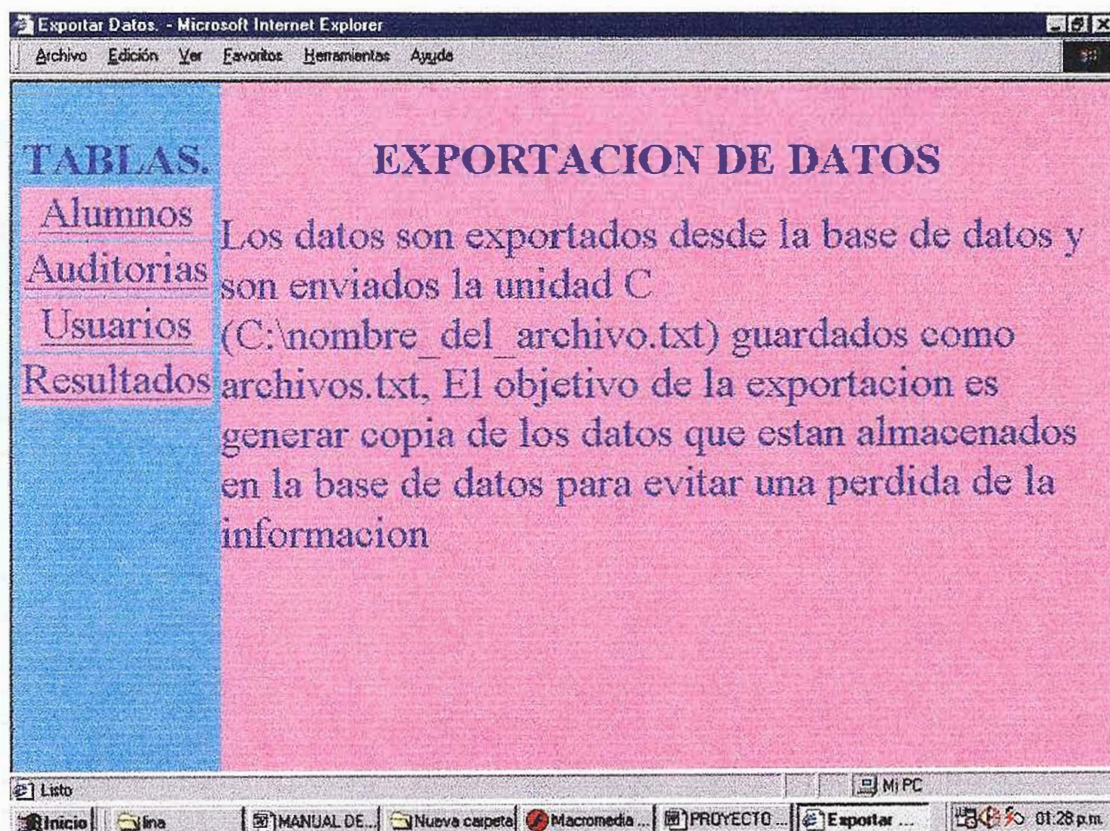 Exportar Datos. - Microsoft Internet Explorer
Archivo Edición Ver Favoritos Herramientas Ayuda
TABLAS.
Alumnos
Auditorias
Usuarios
Resultados
EXPORTACION DE DATOS
Los datos son exportados desde la base de datos y
son enviados la unidad C
(C:\nombre_del_archivo.txt) guardados como
archivos.txt, El objetivo de la exportacion es
generar copia de los datos que estan almacenados
en la base de datos para evitar una perdida de la
informacion
Listo
Mi PC
Inicio lina MANUAL DE... Nueva carpeta Macromedia ... PROYECTO ... Exportar ... 01:28 p.m.